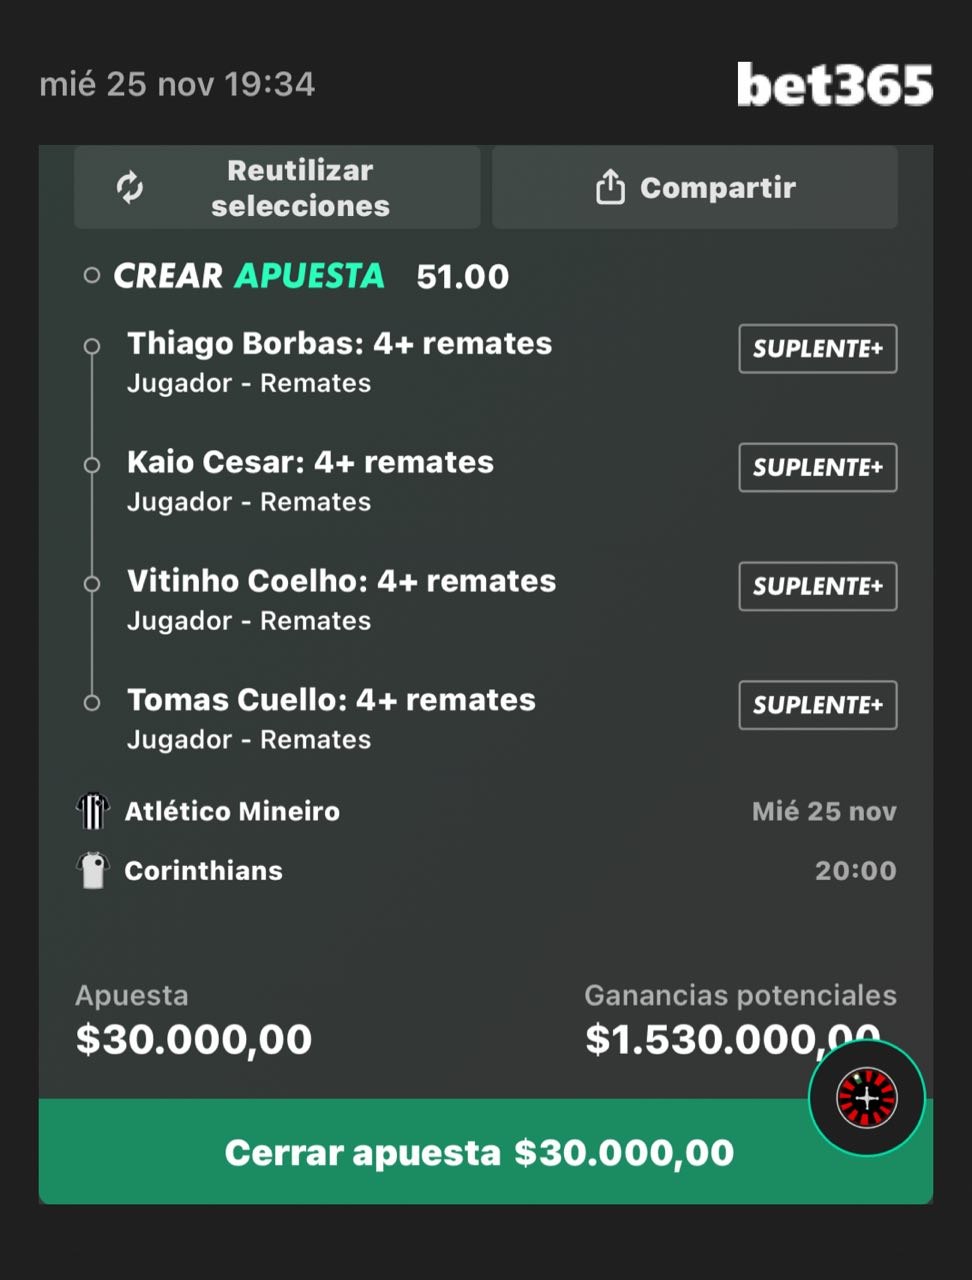 mié 25 nov 19:34
bet365
Reutilizar
selecciones
Compartir
CREAR APUESTA 51.00
Thiago Borbas: 4+ remates
SUPLENTE+
Jugador - Remates
Kaio Cesar: 4+ remates
SUPLENTE+
Jugador - Remates
Vitinho Coelho: 4+ remates
SUPLENTE+
Jugador - Remates
Tomas Cuello: 4+ remates
SUPLENTE+
Jugador - Remates
Atlético Mineiro
Mié 25 nov
Corinthians
20:00
Apuesta
Ganancias potenciales
$30.000,00
$1.530.000,00
Cerrar apuesta $30.000,00